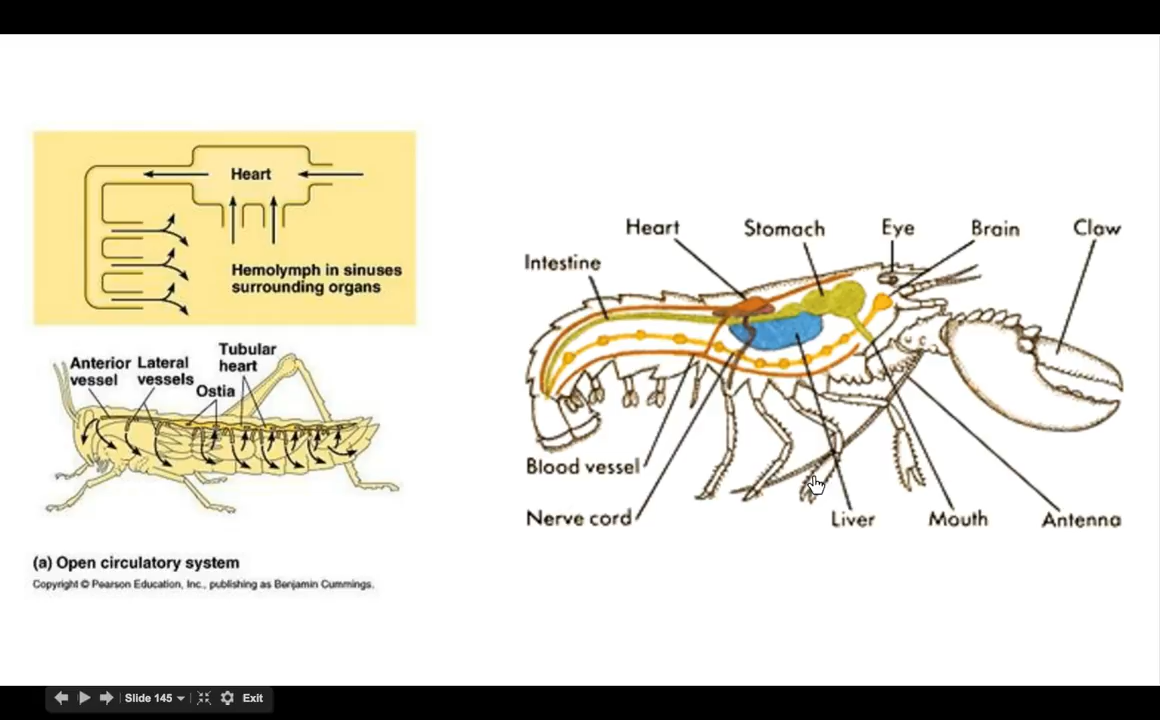 Heart
Hemolymph in sinuses
surrounding organs
Anterior
vessel
Lateral
vessels
Tubular
heart
Ostia
(a) Open circulatory system
Copyright © Pearson Education, Inc., publishing as Benjamin Cummings.
Heart
Stomach
Eye
Brain
Claw
Intestine
Blood vessel
Nerve cord
Liver
Mouth
Antenna
Slide 145
Exit